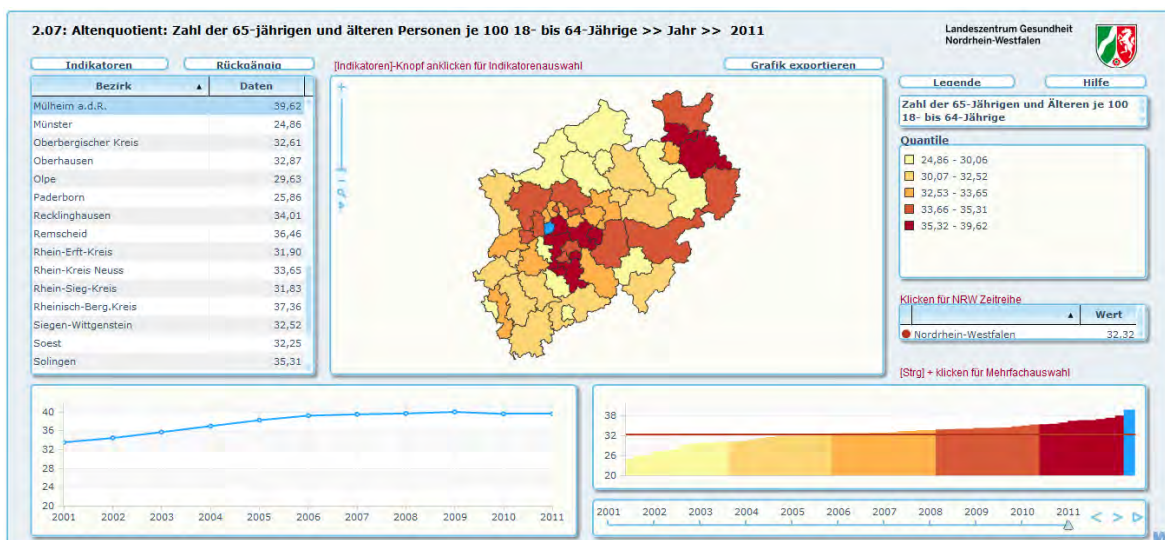 2.07: Altenquotient: Zahl der 65-jährigen und älteren Personen je 100 18- bis 64-Jährige >> Jahr >> 2011
Landeszentrum Gesundheit
Nordrhein-Westfalen
Indikatoren
Rückgängig
[Indikatoren]-Knopf anklicken für Indikatorenauswahl
Grafik exportieren
Legende
Hilfe
Bezirk ▲ Daten
Mülheim a.d.R. 39,62
Münster 24,86
Oberbergischer Kreis 32,61
Oberhausen 32,87
Olpe 29,63
Paderborn 25,86
Recklinghausen 34,01
Remscheid 36,46
Rhein-Erft-Kreis 31,90
Rhein-Kreis Neuss 33,65
Rhein-Sieg-Kreis 31,83
Rheinisch-Berg.Kreis 37,36
Siegen-Wittgenstein 32,52
Soest 32,25
Solingen 35,31
Zahl der 65-Jährigen und Älteren je 100
18- bis 64-Jährige
Quantile
24,86 - 30,06
30,07 - 32,52
32,53 - 33,65
33,66 - 35,31
35,32 - 39,62
Klicken für NRW Zeitreihe
▲ Wert
Nordrhein-Westfalen 32,32
[Strg] + klicken für Mehrfachauswahl
40
36
32
28
24
20
2001 2002 2003 2004 2005 2006 2007 2008 2009 2010 2011
38
32
26
20
2001 2002 2003 2004 2005 2006 2007 2008 2009 2010 2011